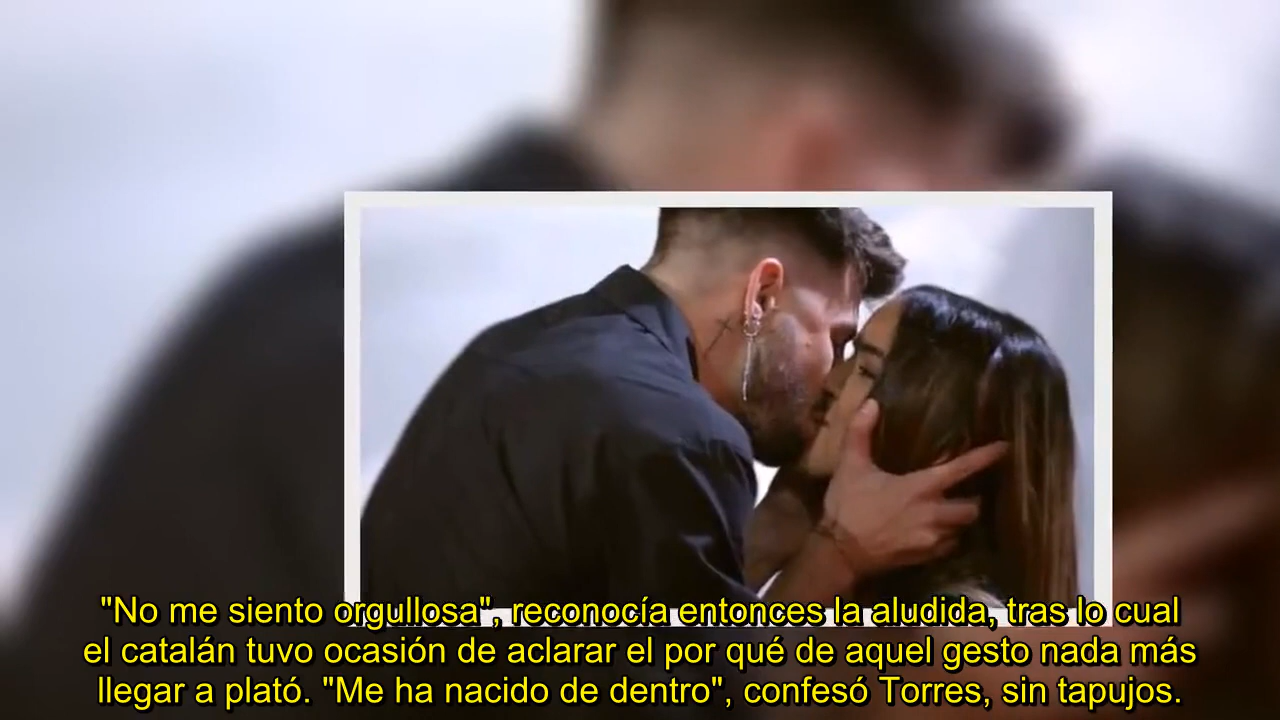 "No me siento orgullosa", reconocía entonces la aludida, tras lo cual
el catalán tuvo ocasión de aclarar el por qué de aquel gesto nada más
llegar a plató. "Me ha nacido de dentro", confesó Torres, sin tapujos.